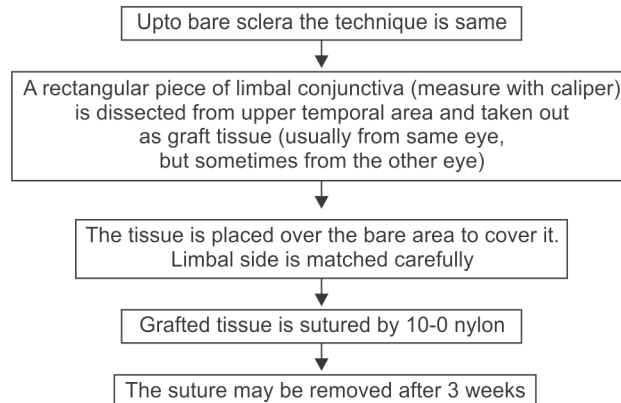 Upto bare sclera the technique is same
A rectangular piece of limbal conjunctiva (measure with caliper)
is dissected from upper temporal area and taken out
as graft tissue (usually from same eye,
but sometimes from the other eye)
The tissue is placed over the bare area to cover it.
Limbal side is matched carefully
Grafted tissue is sutured by 10-0 nylon
The suture may be removed after 3 weeks